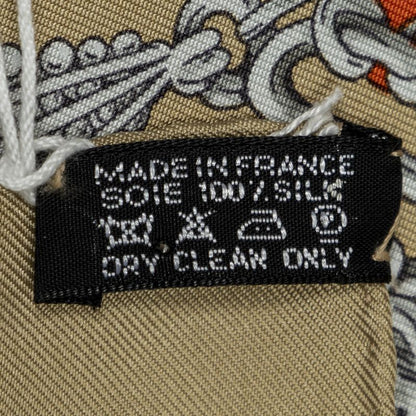 MADE IN FRANCE
SOIE 100% SILK
P
DRY CLEAN ONLY